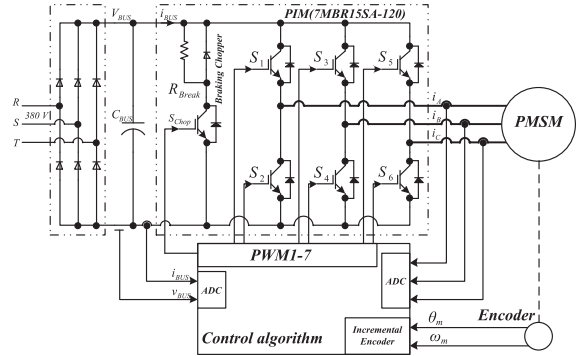 V_BUS i_BUS PIM(7MBR15SA-120)
R_Break
Braking Chopper
S_1 S_3 S_5
R
S 380 V
T
C_BUS
S_Chop
i_A
i_B
i_C
PMSM
S_2 S_4 S_6
PWM1-7
i_BUS
v_BUS
ADC
ADC
Control algorithm
Incremental
Encoder
Encoder
θ_m
ω_m